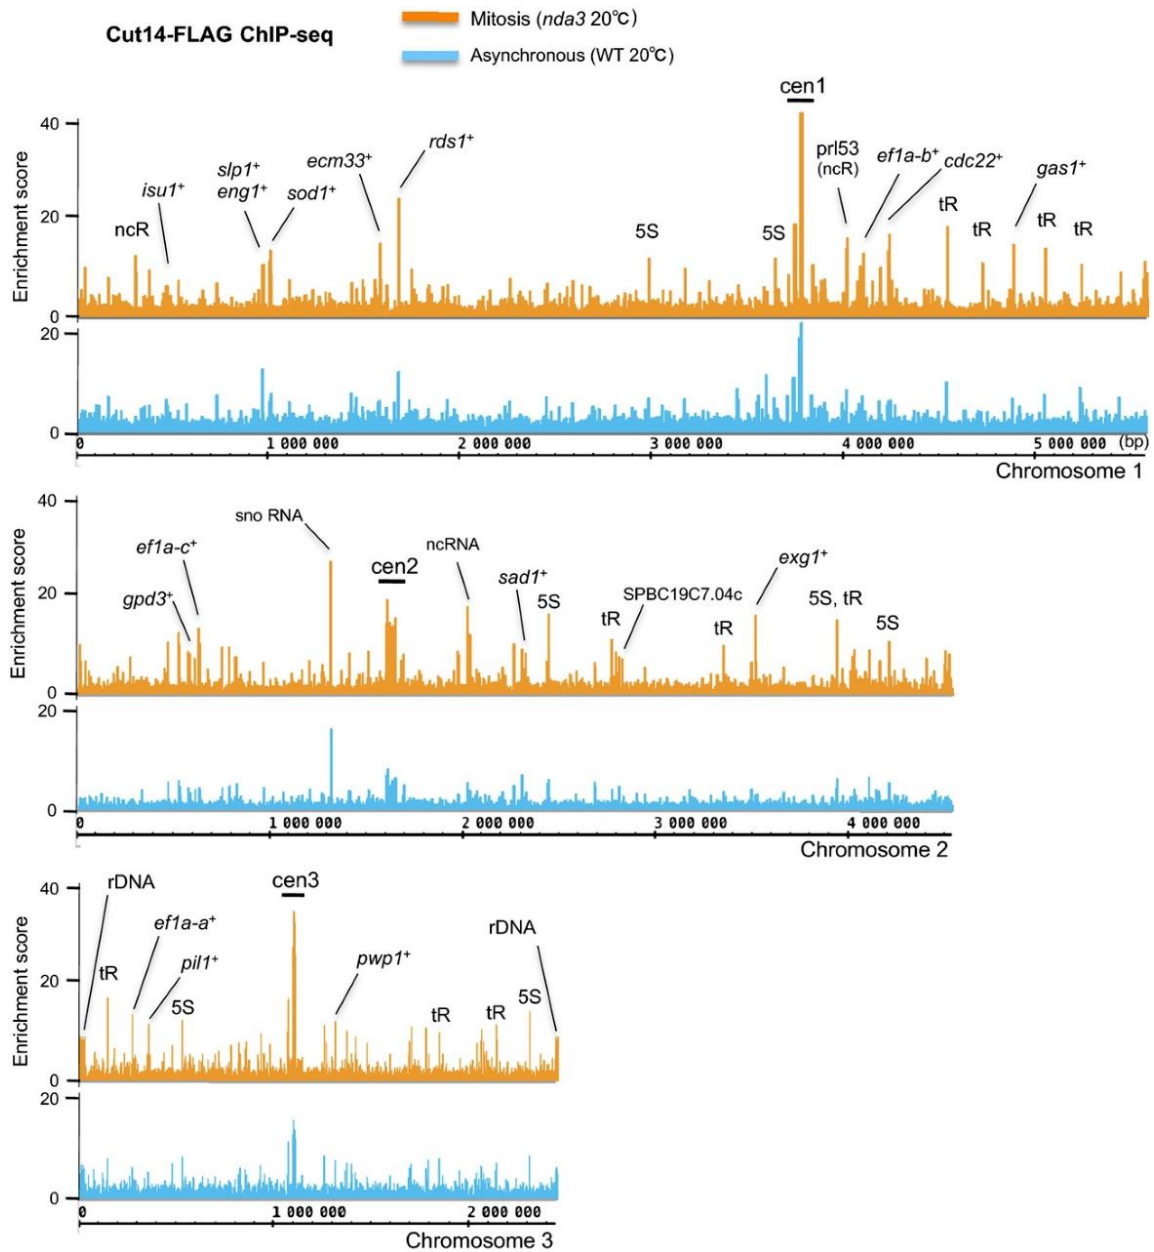 Cut14-FLAG ChIP-seq
Mitosis (nda3 20℃)
Asynchronous (WT 20℃)
cen1
Enrichment score
40
20
0
20
0
ncR
isu1+
slp1+
eng1+
sod1+
ecm33+
rds1+
5S
5S
prl53
(ncR)
ef1a-b+
cdc22+
tR
tR
gas1+
tR
tR
0
1 000 000
2 000 000
3 000 000
4 000 000
5 000 000
(bp)
Chromosome 1
Enrichment score
40
20
0
20
0
gpd3+
ef1a-c+
sno RNA
cen2
ncRNA
sad1+
5S
tR
SPBC19C7.04c
tR
exg1+
5S, tR
5S
0
1 000 000
2 000 000
3 000 000
4 000 000
Chromosome 2
Enrichment score
40
20
0
20
0
rDNA
tR
ef1a-a+
pil1+
5S
cen3
pwp1+
tR
tR
5S
rDNA
0
1 000 000
2 000 000
Chromosome 3